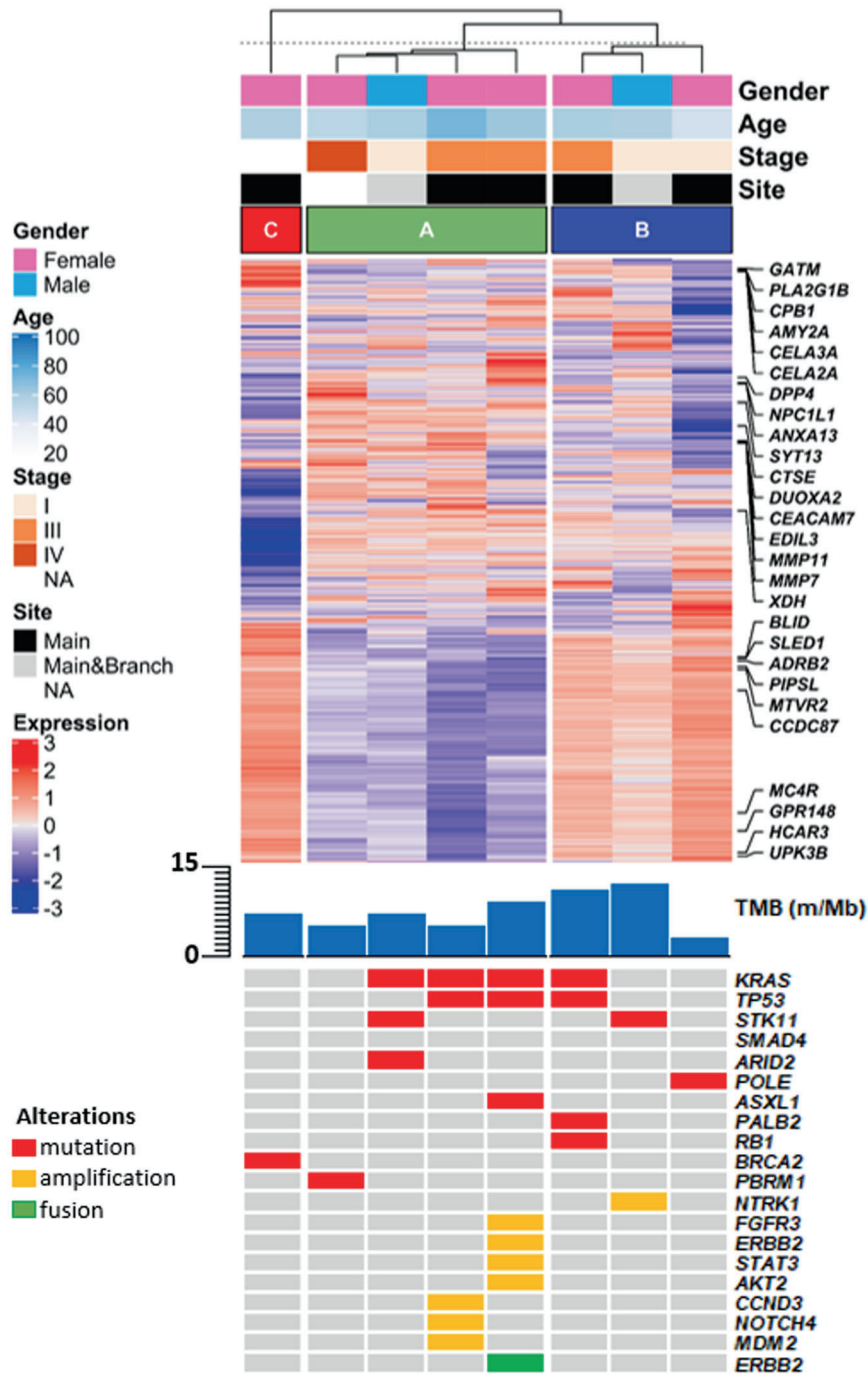 Gender
Age
Stage
Site
C
A
B
Gender
Female
Male
Age
100
80
60
40
20
Stage
I
III
IV
NA
Site
Main
Main&Branch
NA
Expression
3
2
1
0
-1
-2
-3
GATM
PLA2G1B
CPB1
AMY2A
CELA3A
CELA2A
DPP4
NPC1L1
ANXA13
SYT13
CTSE
DUOXA2
CEACAM7
EDIL3
MMP11
MMP7
XDH
BLID
SLED1
ADRB2
PIPSL
MTVR2
CCDC87
MC4R
GPR148
HCAR3
UPK3B
15
0
TMB (m/Mb)
KRAS
TP53
STK11
SMAD4
ARID2
POLE
ASXL1
PALB2
RB1
BRCA2
PBRM1
NTRK1
FGFR3
ERBB2
STAT3
AKT2
CCND3
NOTCH4
MDM2
ERBB2
Alterations
mutation
amplification
fusion